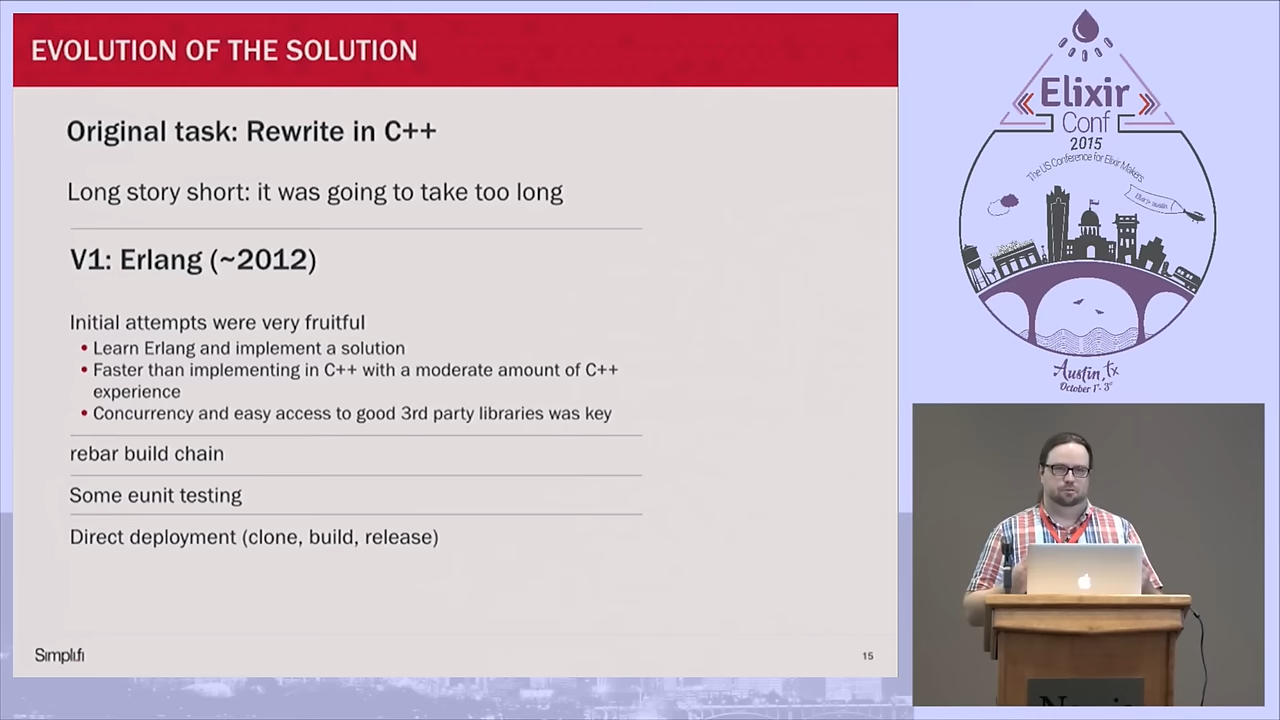 EVOLUTION OF THE SOLUTION
Original task: Rewrite in C++
Long story short: it was going to take too long
V1: Erlang (~2012)
Initial attempts were very fruitful
• Learn Erlang and implement a solution
• Faster than implementing in C++ with a moderate amount of C++
experience
• Concurrency and easy access to good 3rd party libraries was key
rebar build chain
Some eunit testing
Direct deployment (clone, build, release)
Simpli.fi
15
Elixir
Conf
2015
The US Conference for Elixir Makers
Austin, tx
October 1st - 3rd